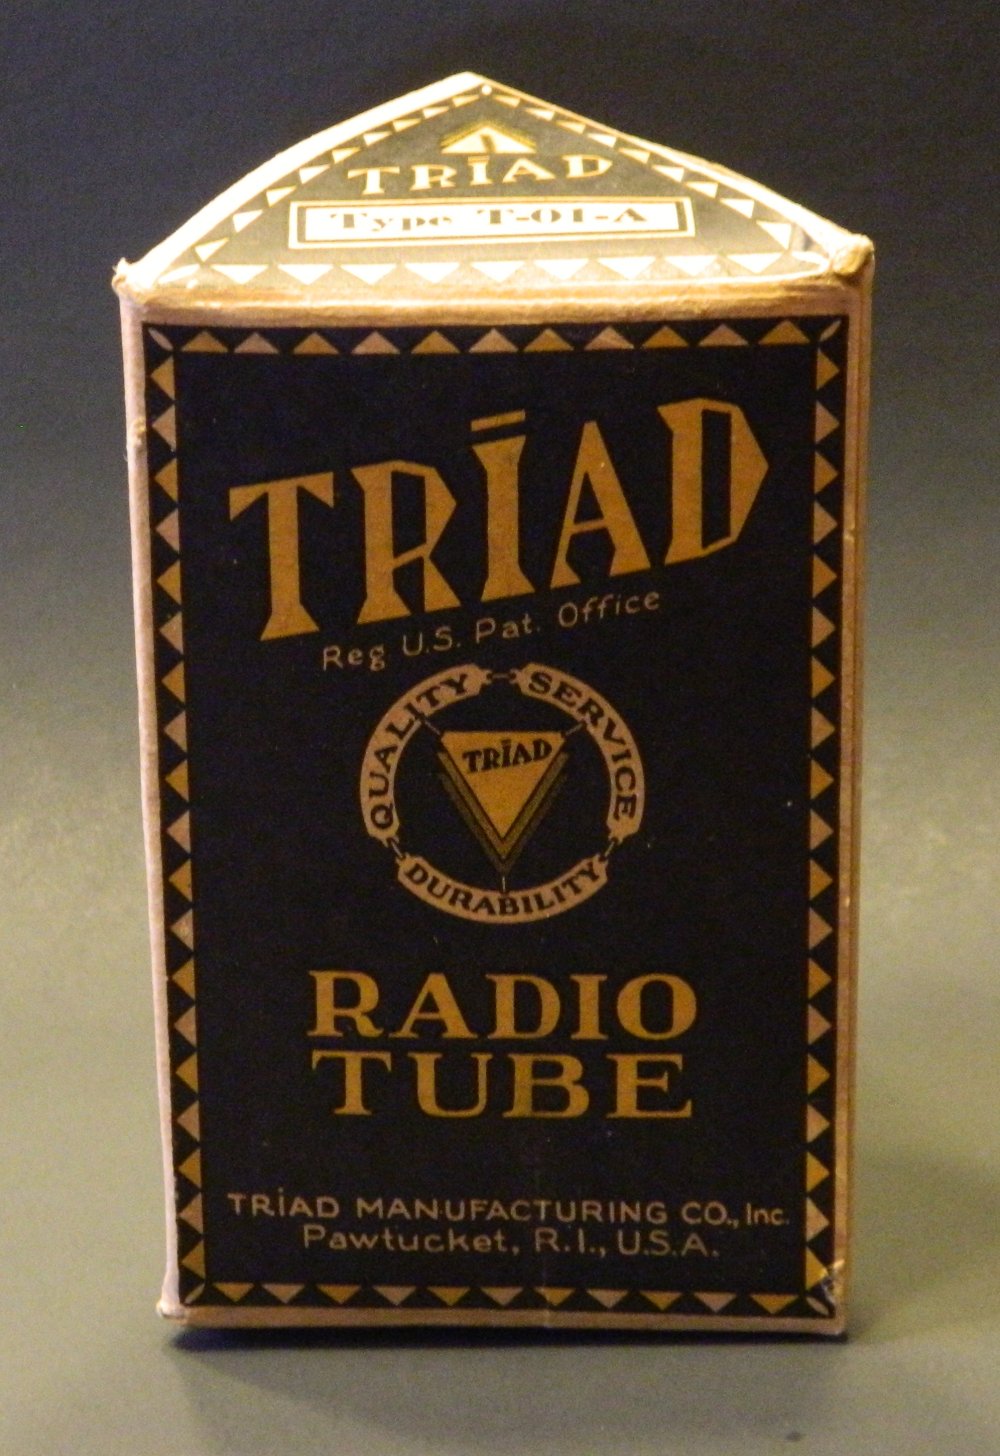 TRIAD
Type T-01-A
TRIAD
Reg U.S. Pat. Office
QUALITY SERVICE
TRIAD
DURABILITY
RADIO
TUBE
TRIAD MANUFACTURING CO., Inc.
Pawtucket, R.I., U.S.A.